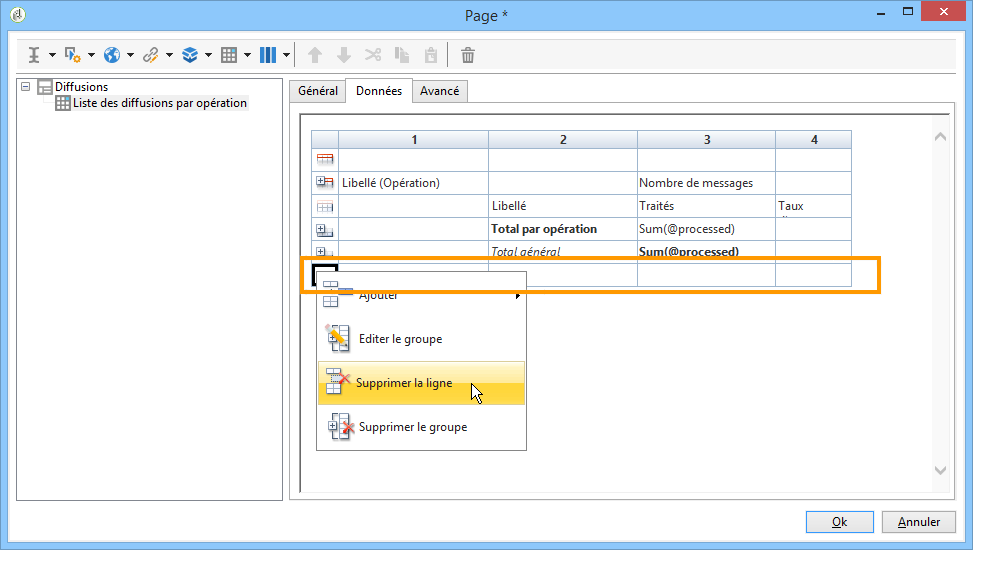 Page *
Diffusions
Liste des diffusions par opération
Général Données Avancé
1 2 3 4
Libellé (Opération) Nombre de messages
Libellé Traités Taux
Total par opération Sum(@processed)
Total général Sum(@processed)
Ajouter
Editer le groupe
Supprimer la ligne
Supprimer le groupe
Ok Annuler